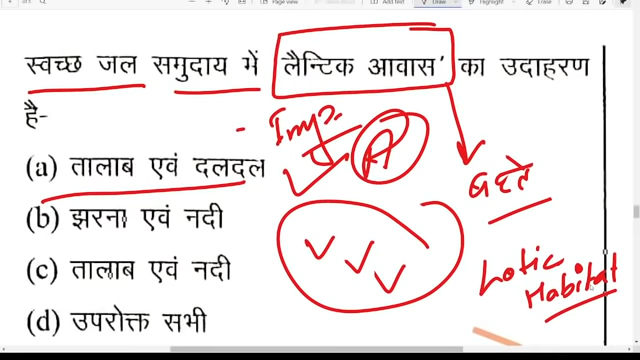 स्वच्छ जल समुदाय में लैन्टिक आवास' का उदाहरण
है-
(a) तालाब एवं दलदल
(b) झरना एवं नदी
(c) तालाब एवं नदी
(d) उपरोक्त सभी
Imp.
A
बहते
Lotic
Habitat